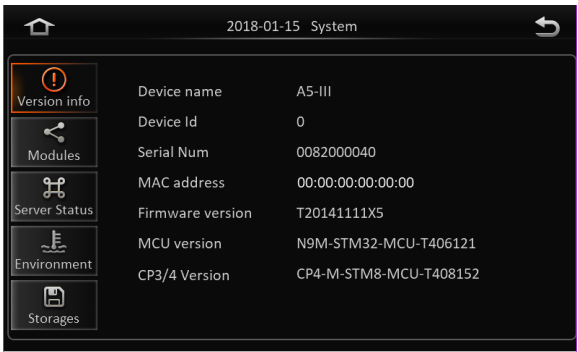 2018-01-15 System
Version info
Modules
Server Status
Environment
Storages
Device name A5-III
Device Id 0
Serial Num 0082000040
MAC address 00:00:00:00:00:00
Firmware version T20141111X5
MCU version N9M-STM32-MCU-T406121
CP3/4 Version CP4-M-STM8-MCU-T408152